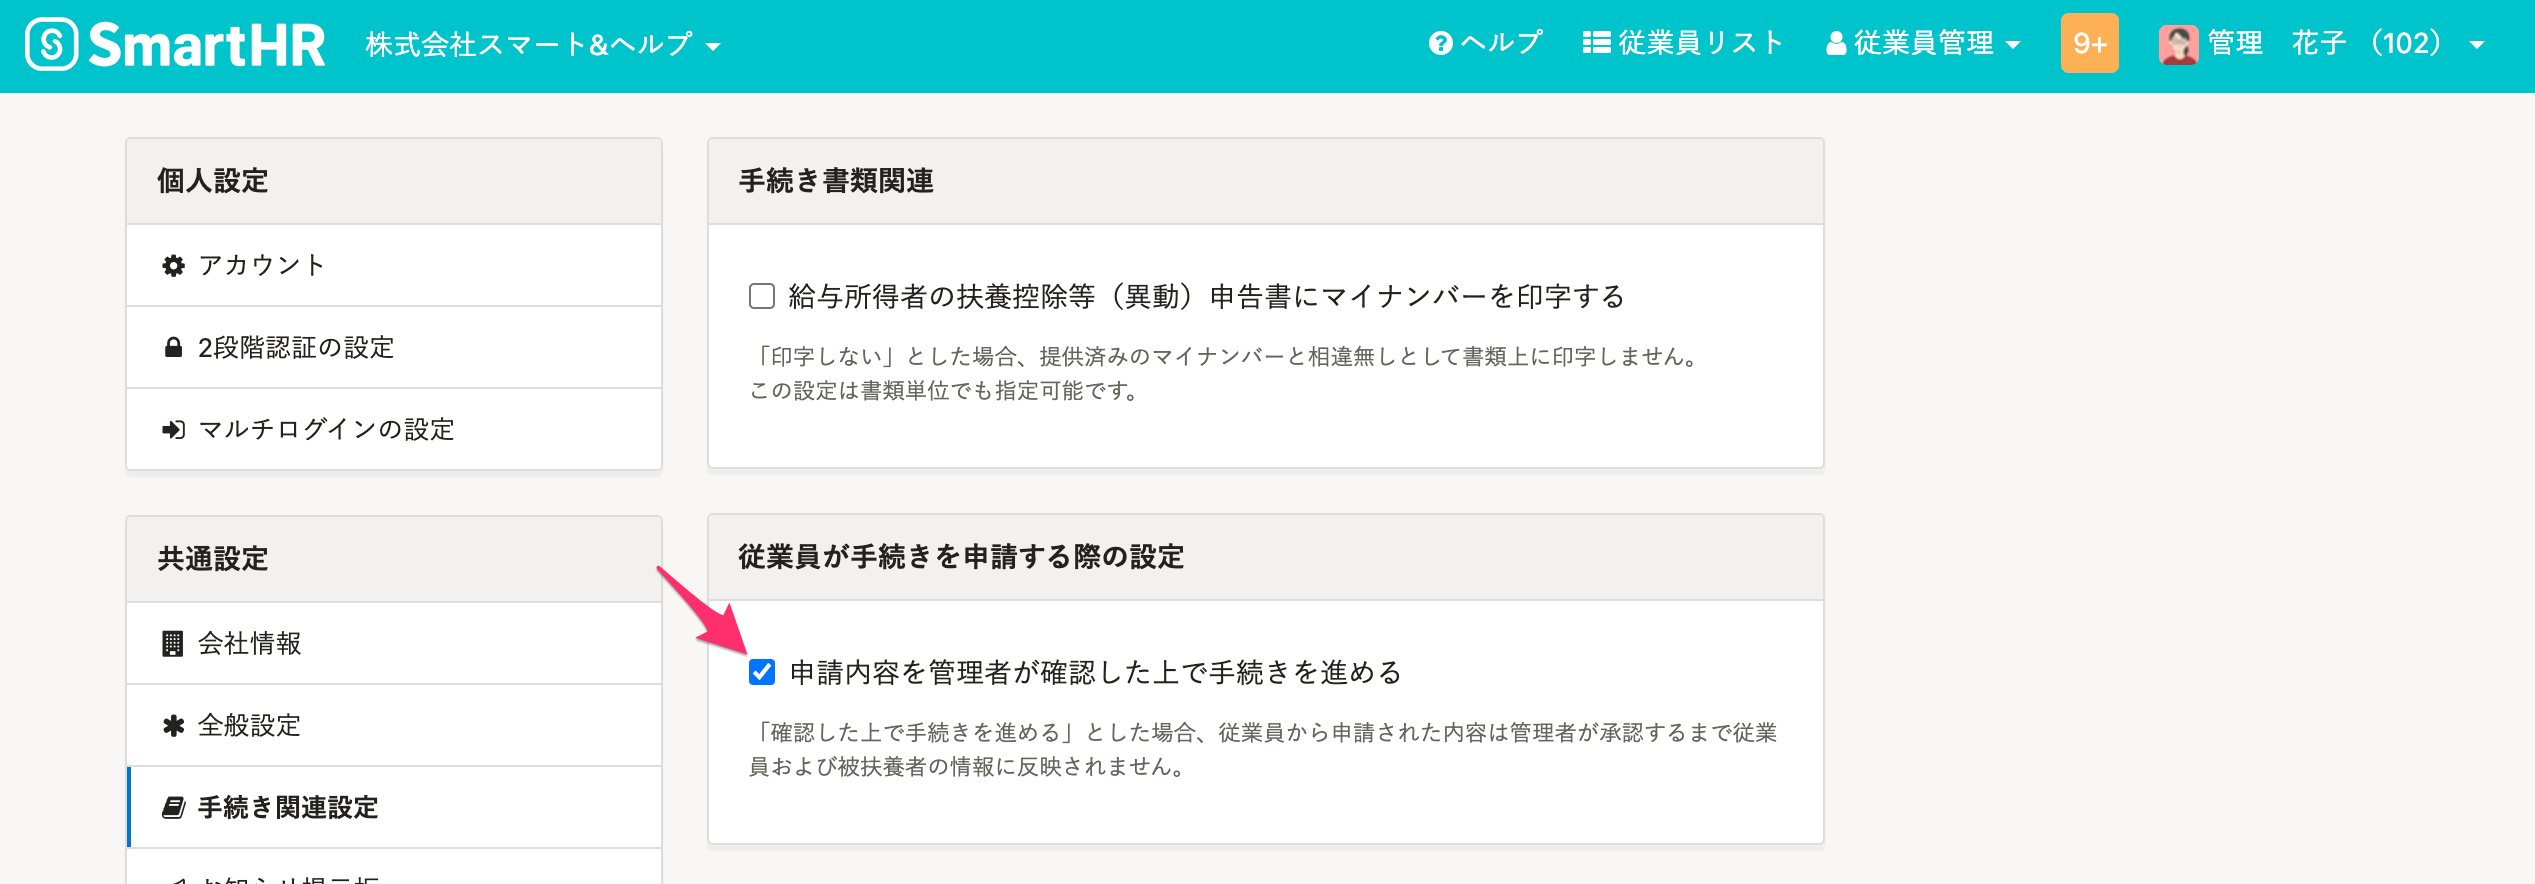 SmartHR 株式会社スマート&ヘルプ ヘルプ 従業員リスト 従業員管理 9+ 管理 花子 （102）
個人設定
アカウント
2段階認証の設定
マルチログインの設定
共通設定
会社情報
全般設定
手続き関連設定
お知らせ掲示板
手続き書類関連
給与所得者の扶養控除等（異動）申告書にマイナンバーを印字する
「印字しない」とした場合、提供済みのマイナンバーと相違無しとして書類上に印字しません。
この設定は書類単位でも指定可能です。
従業員が手続きを申請する際の設定
申請内容を管理者が確認した上で手続きを進める
「確認した上で手続きを進める」とした場合、従業員から申請された内容は管理者が承認するまで従業
員および被扶養者の情報に反映されません。